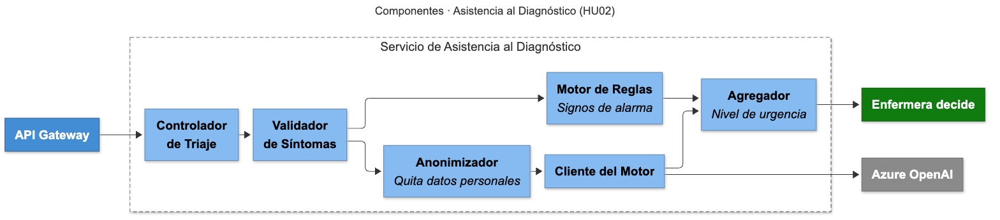 Componentes · Asistencia al Diagnóstico (HU02)
Servicio de Asistencia al Diagnóstico
API Gateway
Controlador
de Triaje
Validador
de Síntomas
Motor de Reglas
Signos de alarma
Anonimizador
Quita datos personales
Cliente del Motor
Agregador
Nivel de urgencia
Enfermera decide
Azure OpenAI